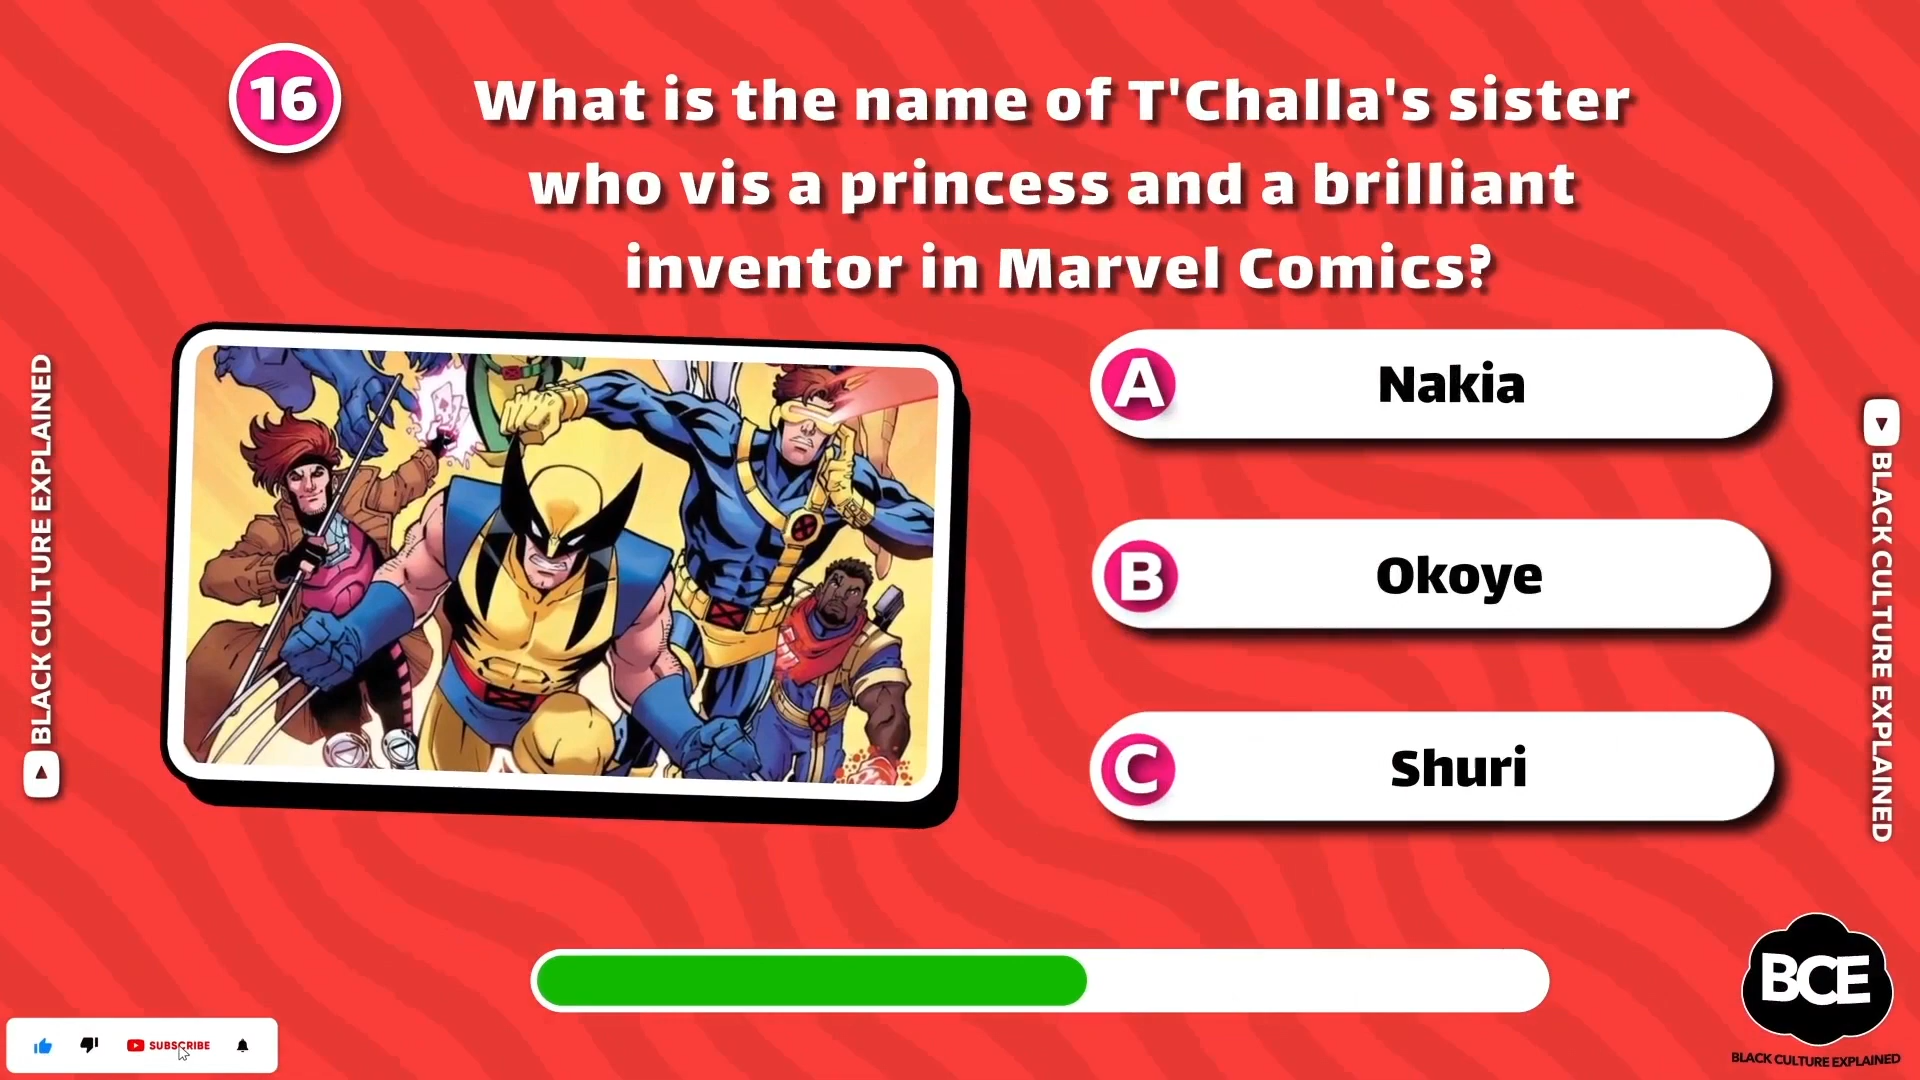 16
What is the name of T'Challa's sister
who vis a princess and a brilliant
inventor in Marvel Comics?
A Nakia
B Okoye
C Shuri
BLACK CULTURE EXPLAINED
BLACK CULTURE EXPLAINED
SUBSCRIBE
BCE
BLACK CULTURE EXPLAINED